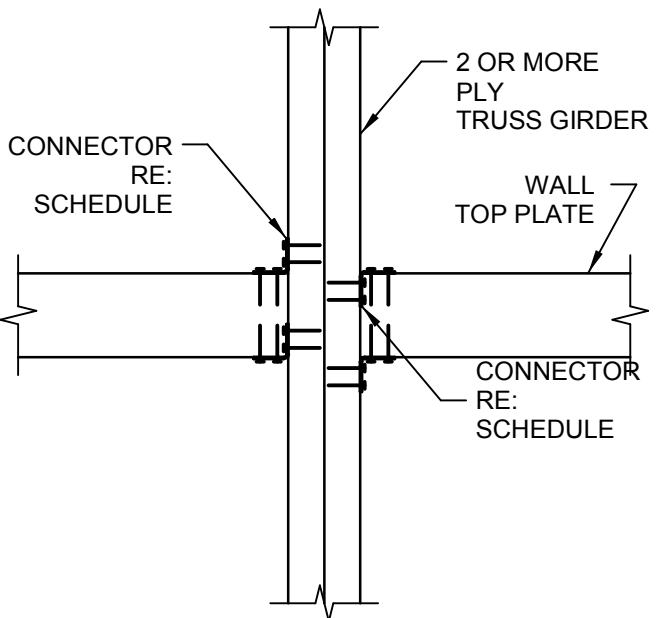 2 OR MORE
PLY
TRUSS GIRDER
CONNECTOR
RE:
SCHEDULE
WALL
TOP PLATE
CONNECTOR
RE:
SCHEDULE